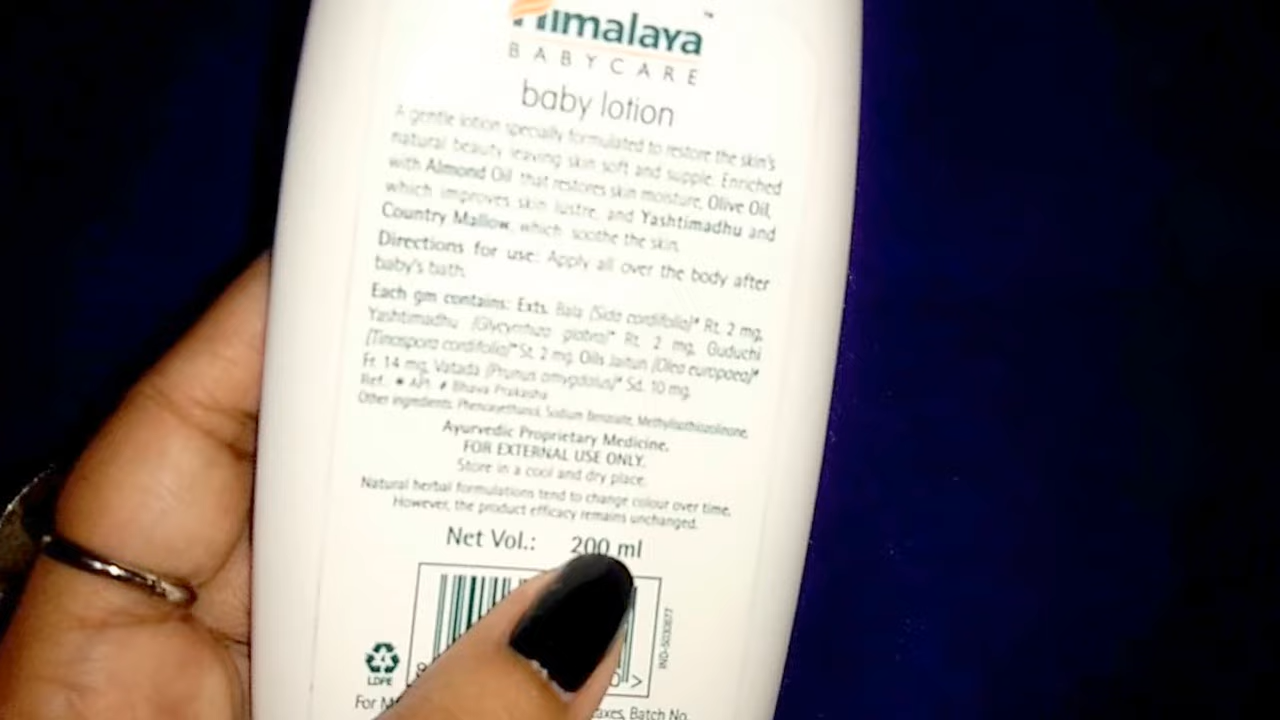 Himalaya™
BABYCARE
baby lotion
A gentle lotion specially formulated to restore the skin's
natural beauty leaving skin soft and supple. Enriched
with Almond Oil that restores skin moisture, Olive Oil,
which improves skin lustre, and Yashtimadhu and
Country Mallow, which soothe the skin.
Directions for use: Apply all over the body after
baby's bath.
Each gm contains: Exts. Bala (Sida cordifolia)* Rt. 2 mg,
Yashtimadhu (Glycyrrhiza glabra)* Rt. 2 mg, Guduchi
(Tinospora cordifolia)* St. 2 mg. Oils Jaitun (Olea europaea)*
Fr. 14 mg, Vatada (Prunus amygdalus)* Sd. 10 mg.
Ref.: * API. # Bhava Prakasha
Other ingredients: Phenoxyethanol, Sodium Benzoate, Methylisothiazolinone.
Ayurvedic Proprietary Medicine.
FOR EXTERNAL USE ONLY.
Store in a cool and dry place.
Natural herbal formulations tend to change colour over time.
However, the product efficacy remains unchanged.
Net Vol.: 200 ml
LDPE
For taxes, Batch No.